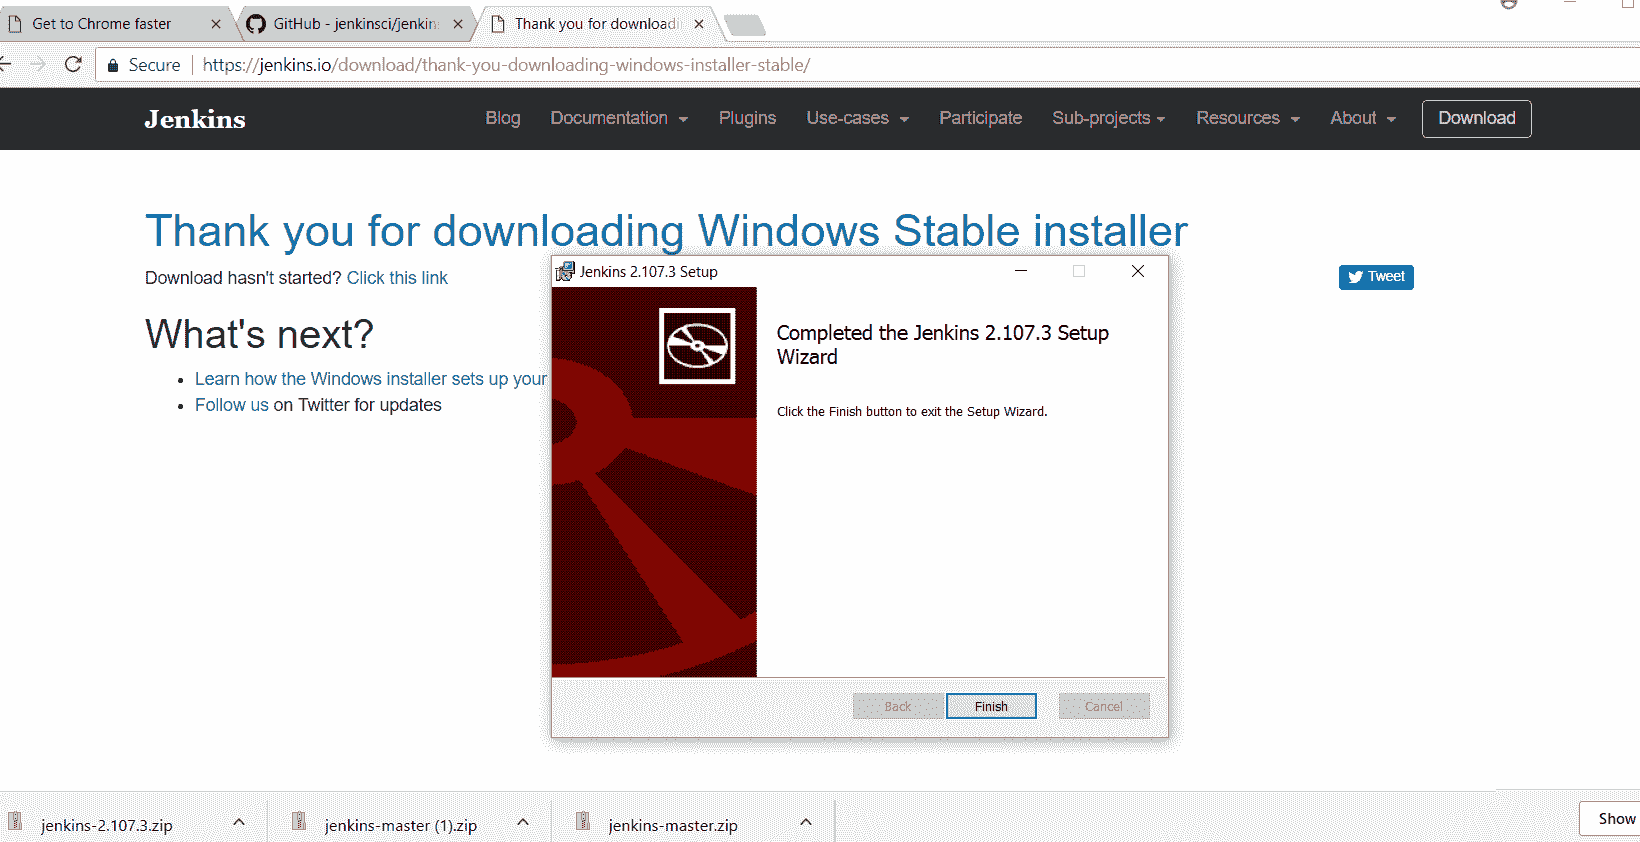 Get to Chrome faster
GitHub - jenkinsci/jenkin
Thank you for downloadi
Secure
https://jenkins.io/download/thank-you-downloading-windows-installer-stable/
Jenkins
Blog
Documentation
Plugins
Use-cases
Participate
Sub-projects
Resources
About
Download
Thank you for downloading Windows Stable installer
Download hasn't started? Click this link
Tweet
What's next?
Learn how the Windows installer sets up your
Follow us on Twitter for updates
Jenkins 2.107.3 Setup
Completed the Jenkins 2.107.3 Setup
Wizard
Click the Finish button to exit the Setup Wizard.
Back
Finish
Cancel
jenkins-2.107.3.zip
jenkins-master (1).zip
jenkins-master.zip
Show